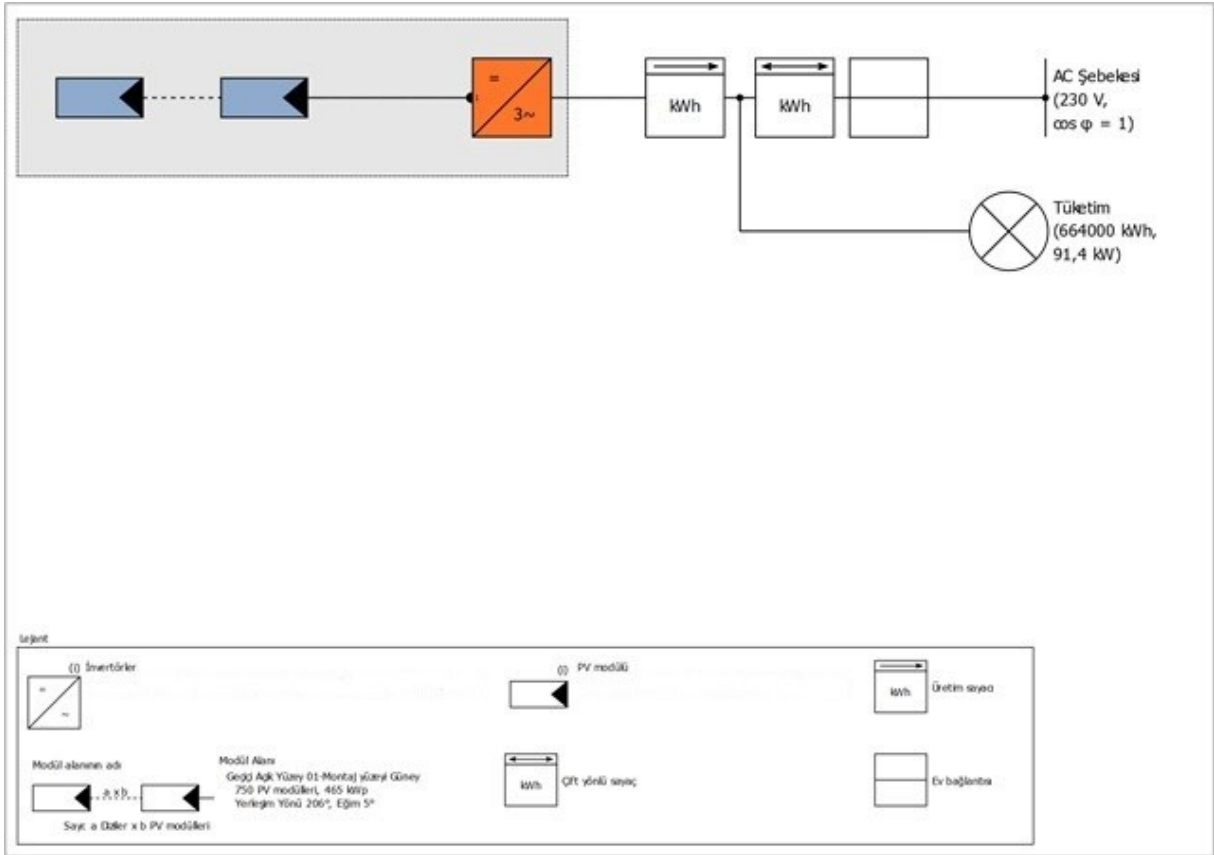 =
3~
kWh
kWh
AC Şebekesi
(230 V,
cos φ = 1)
Tüketim
(664000 kWh,
91,4 kW)
Lejant
(i) İnvertörler
=
~
(i) PV modülü
kWh
Üretim sayacı
Modül alanının adı
a x b
Sayı: a Diziler x b PV modülleri
Modül Alanı
Geçici Açık Yüzey 01-Montaj yüzeyi Güney
750 PV modülleri, 465 kWp
Yerleşim Yönü 206°, Eğim 5°
kWh
Çift yönlü sayaç
Ev bağlantısı